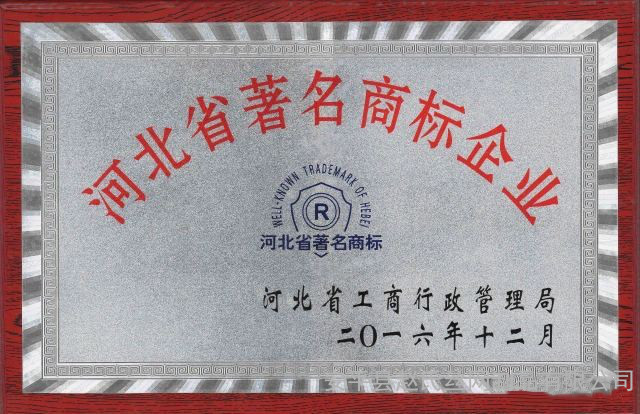 河北省著名商标企业
WELL-KNOWN TRADEMARK OF HEBEI
R
河北省著名商标
河北省工商行政管理局
二〇一六年十二月